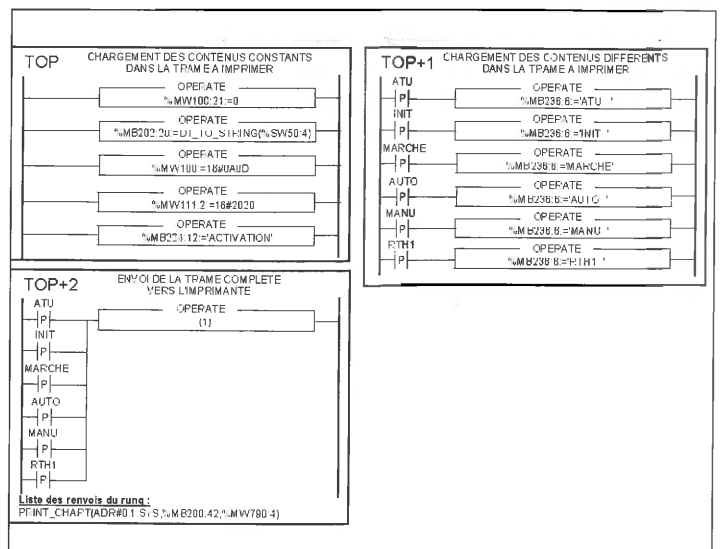 TOP
CHARGEMENT DES CONTENUS CONSTANTS
DANS LA TRAME A IMPRIMER
OPERATE
%MW100:21:=0
OPERATE
%MB202:20:=DT_TO_STRING(%SW50:4)
OPERATE
%MW100:=16#0A0D
OPERATE
%MW111:2:=16#2020
OPERATE
%MB224:12:='ACTIVATION'
TOP+1
CHARGEMENT DES CONTENUS DIFFERENTS
DANS LA TRAME A IMPRIMER
ATU
P
OPERATE
%MB236:6:='ATU '
INIT
P
OPERATE
%MB236:6:='INIT '
MARCHE
P
OPERATE
%MB236:6:='MARCHE'
AUTO
P
OPERATE
%MB236:6:='AUTO '
MANU
P
OPERATE
%MB236:6:='MANU '
RTH1
P
OPERATE
%MB236:6:='RTH1 '
TOP+2
ENVOI DE LA TRAME COMPLETE
VERS L'IMPRIMANTE
ATU
P
OPERATE
(1)
INIT
P
MARCHE
P
AUTO
P
MANU
P
RTH1
P
Liste des renvois du rung :
PRINT_CHAR(ADR#0.1.SYS,%MB200:42,%MW790:4)